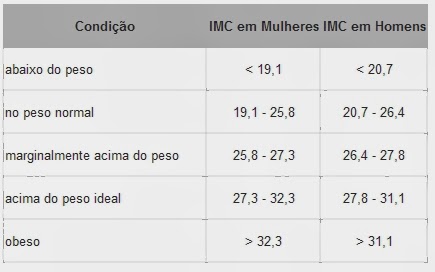 Condição IMC em Mulheres IMC em Homens
abaixo do peso < 19,1 < 20,7
no peso normal 19,1 - 25,8 20,7 - 26,4
marginalmente acima do peso 25,8 - 27,3 26,4 - 27,8
acima do peso ideal 27,3 - 32,3 27,8 - 31,1
obeso > 32,3 > 31,1